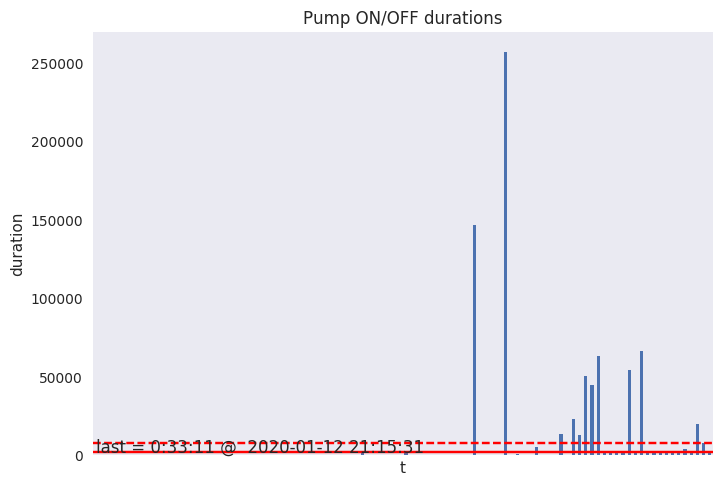 Pump ON/OFF durations
duration
250000
200000
150000
100000
50000
0
last = 0:33:11 @  2020-01-12 21:15:31
t